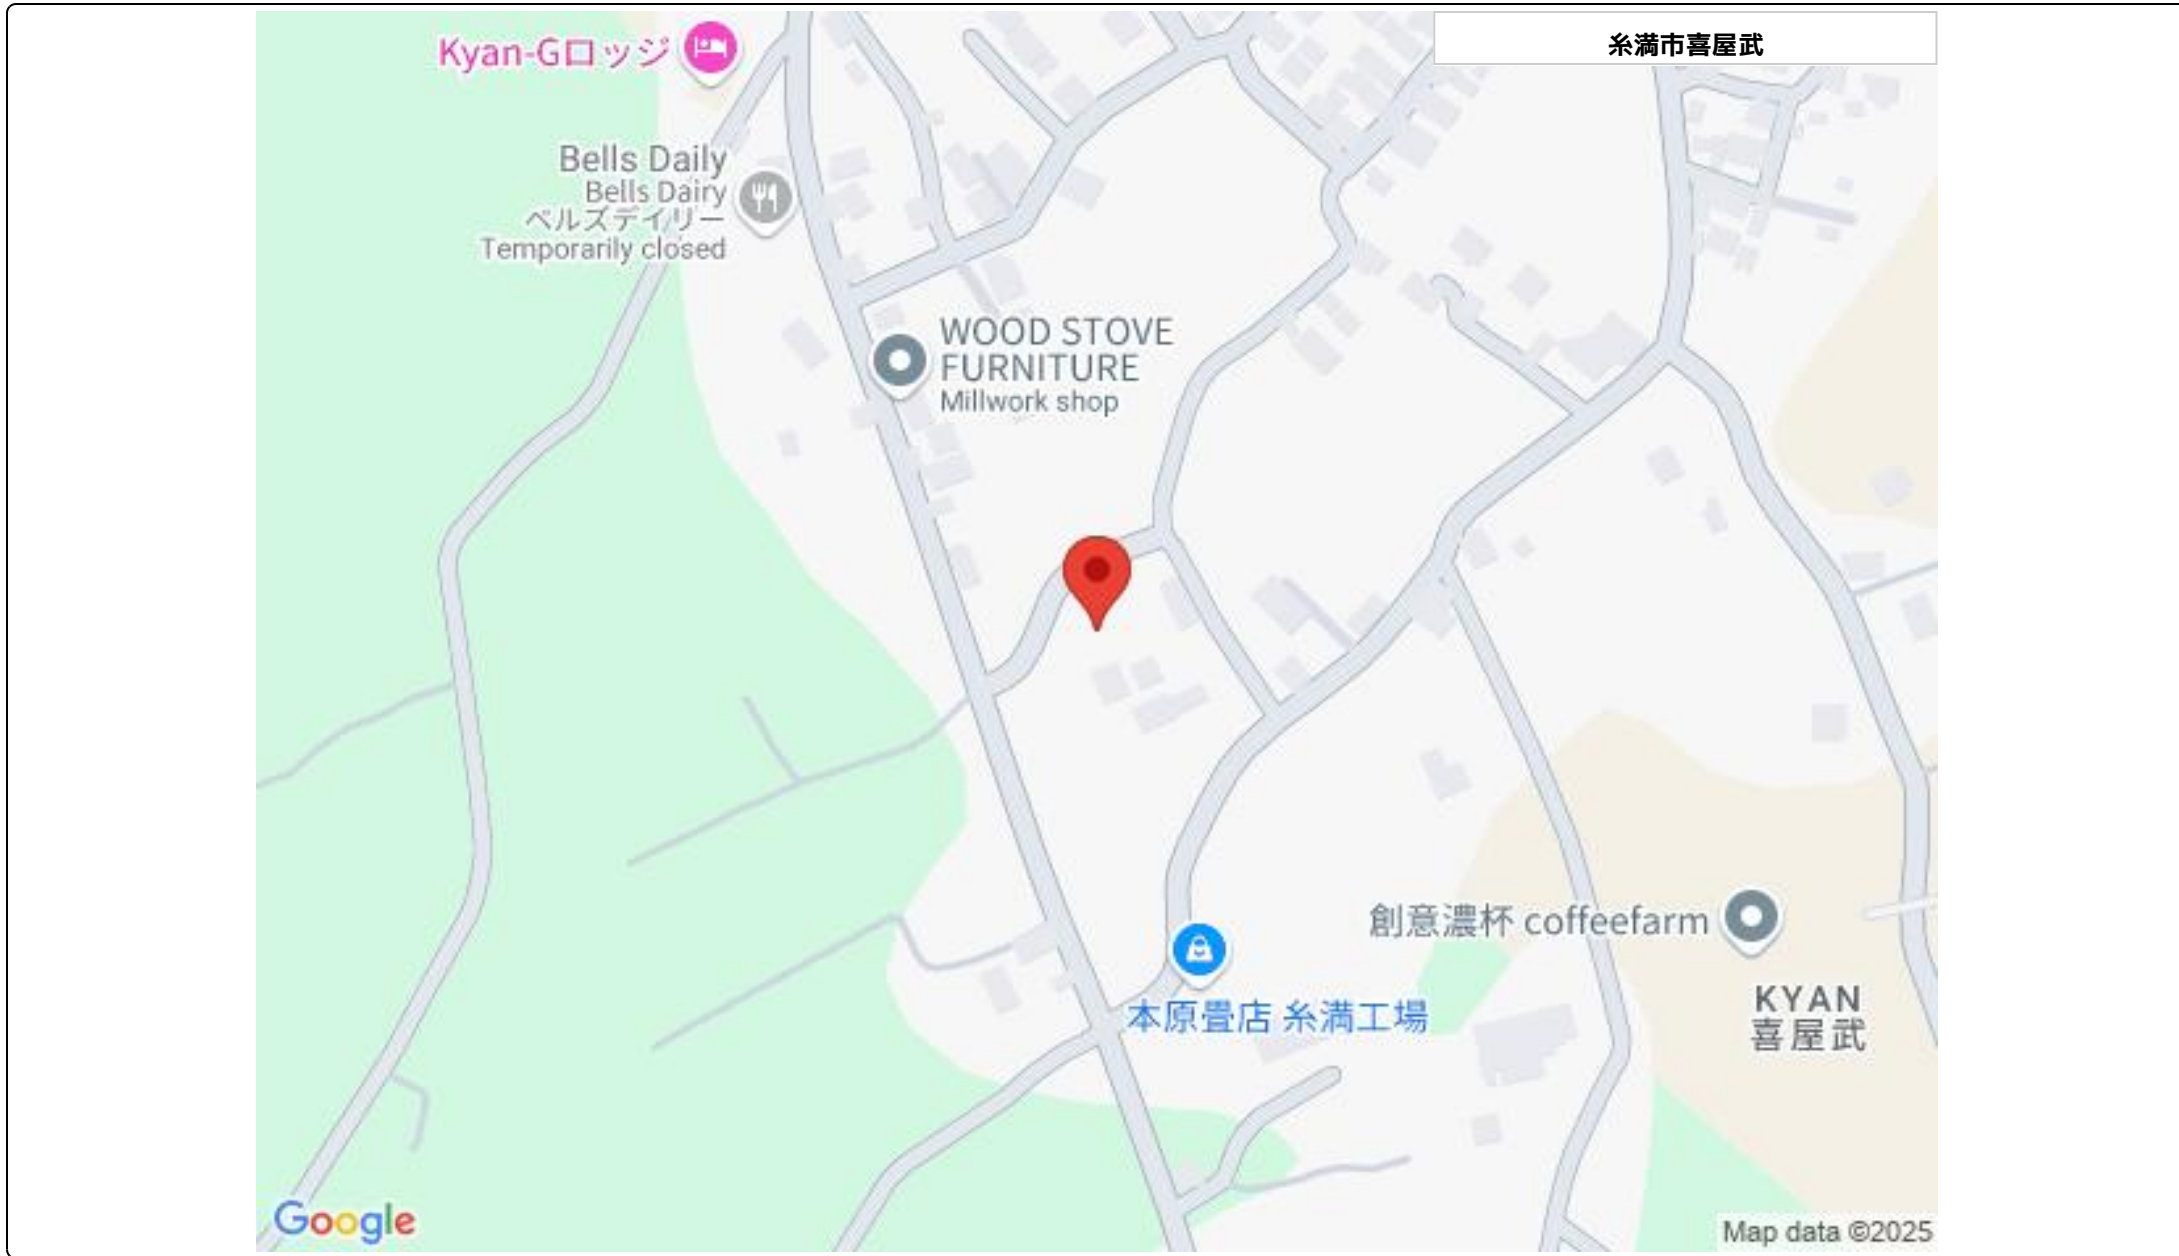 糸満市喜屋武
Kyan-Gロッジ
Bells Daily
Bells Dairy
ベルズデイリー
Temporarily closed
WOOD STOVE
FURNITURE
Millwork shop
創意濃杯 coffeefarm
KYAN
喜屋武
本原畳店 糸満工場
Google
Map data ©2025